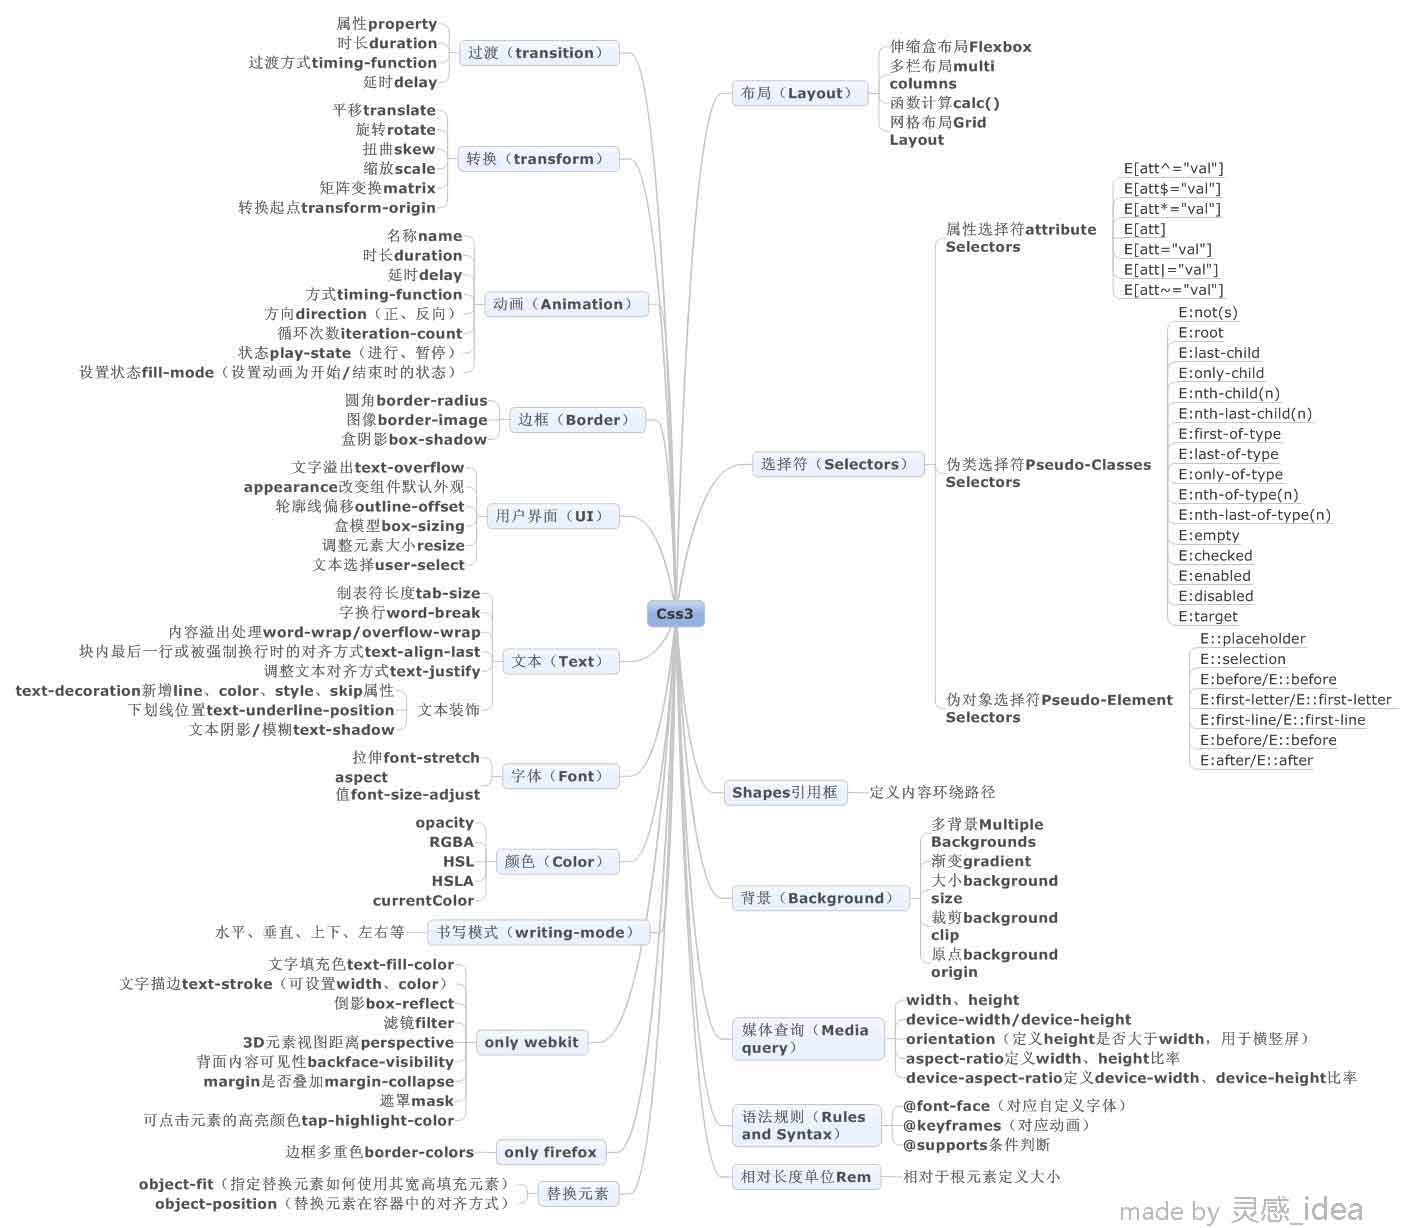 属性property
时长duration
过渡方式timing-function
延时delay
过渡（transition）
平移translate
旋转rotate
扭曲skew
缩放scale
矩阵变换matrix
转换起点transform-origin
转换（transform）
名称name
时长duration
延时delay
方式timing-function
方向direction（正、反向）
循环次数iteration-count
状态play-state（进行、暂停）
设置状态fill-mode（设置动画为开始/结束时的状态）
动画（Animation）
圆角border-radius
图像border-image
盒阴影box-shadow
边框（Border）
文字溢出text-overflow
appearance改变组件默认外观
轮廓线偏移outline-offset
盒模型box-sizing
调整元素大小resize
文本选择user-select
用户界面（UI）
制表符长度tab-size
字换行word-break
内容溢出处理word-wrap/overflow-wrap
块内最后一行或被强制换行时的对齐方式text-align-last
调整文本对齐方式text-justify
text-decoration新增line、color、style、skip属性
下划线位置text-underline-position
文本阴影/模糊text-shadow
文本装饰
文本（Text）
拉伸font-stretch
aspect
值font-size-adjust
字体（Font）
opacity
RGBA
HSL
HSLA
currentColor
颜色（Color）
水平、垂直、上下、左右等
书写模式（writing-mode）
文字填充色text-fill-color
文字描边text-stroke（可设置width、color）
倒影box-reflect
滤镜filter
3D元素视图距离perspective
背面内容可见性backface-visibility
margin是否叠加margin-collapse
遮罩mask
可点击元素的高亮颜色tap-highlight-color
only webkit
边框多重色border-colors
only firefox
object-fit（指定替换元素如何使用其宽高填充元素）
object-position（替换元素在容器中的对齐方式）
替换元素
Css3
布局（Layout）
伸缩盒布局Flexbox
多栏布局multi
columns
函数计算calc()
网格布局Grid
Layout
选择符（Selectors）
属性选择符attribute
Selectors
E[att^="val"]
E[att$="val"]
E[att*="val"]
E[att]
E[att="val"]
E[att|="val"]
E[att~="val"]
伪类选择符Pseudo-Classes
Selectors
E:not(s)
E:root
E:last-child
E:only-child
E:nth-child(n)
E:nth-last-child(n)
E:first-of-type
E:last-of-type
E:only-of-type
E:nth-of-type(n)
E:nth-last-of-type(n)
E:empty
E:checked
E:enabled
E:disabled
E:target
伪对象选择符Pseudo-Element
Selectors
E::placeholder
E::selection
E:before/E::before
E:first-letter/E::first-letter
E:first-line/E::first-line
E:before/E::before
E:after/E::after
Shapes引用框
定义内容环绕路径
背景（Background）
多背景Multiple
Backgrounds
渐变gradient
大小background
size
裁剪background
clip
原点background
origin
媒体查询（Media
query）
width、height
device-width/device-height
orientation（定义height是否大于width，用于横竖屏）
aspect-ratio定义width、height比率
device-aspect-ratio定义device-width、device-height比率
语法规则（Rules
and Syntax）
@font-face（对应自定义字体）
@keyframes（对应动画）
@supports条件判断
相对长度单位Rem
相对于根元素定义大小
made by 灵感_idea